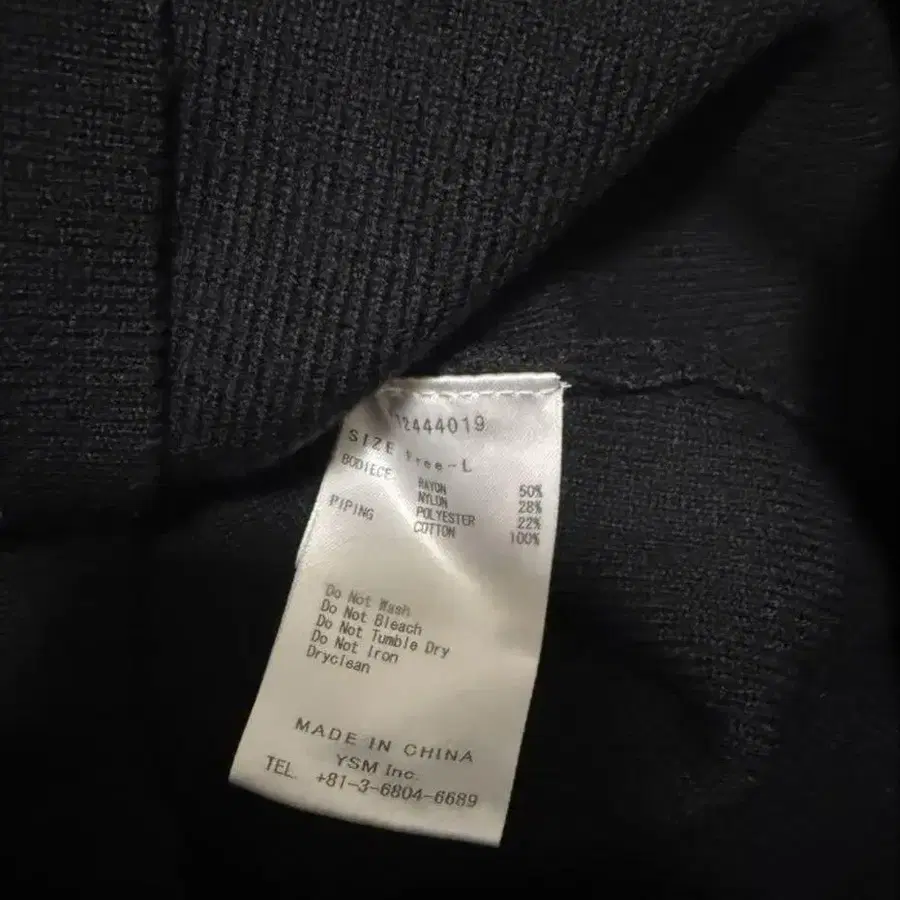 12444019
SIZE Free-L
BODIECE RAYON 50%
NYLON 28%
POLYESTER 22%
PIPING COTTON 100%
Do Not Wash
Do Not Bleach
Do Not Tumble Dry
Do Not Iron
Dryclean
MADE IN CHINA
YSM Inc.
TEL. +81-3-6804-6689